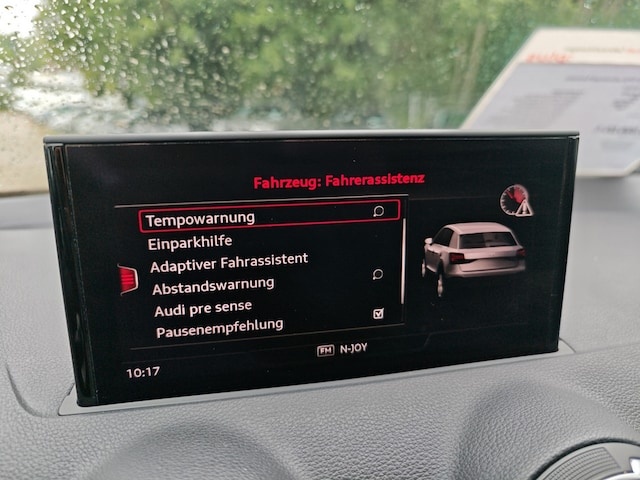 Fahrzeug: Fahrerassistenz
Tempowarnung
Einparkhilfe
Adaptiver Fahrassistent
Abstandswarnung
Audi pre sense
Pausenempfehlung
FM N-JOY
10:17